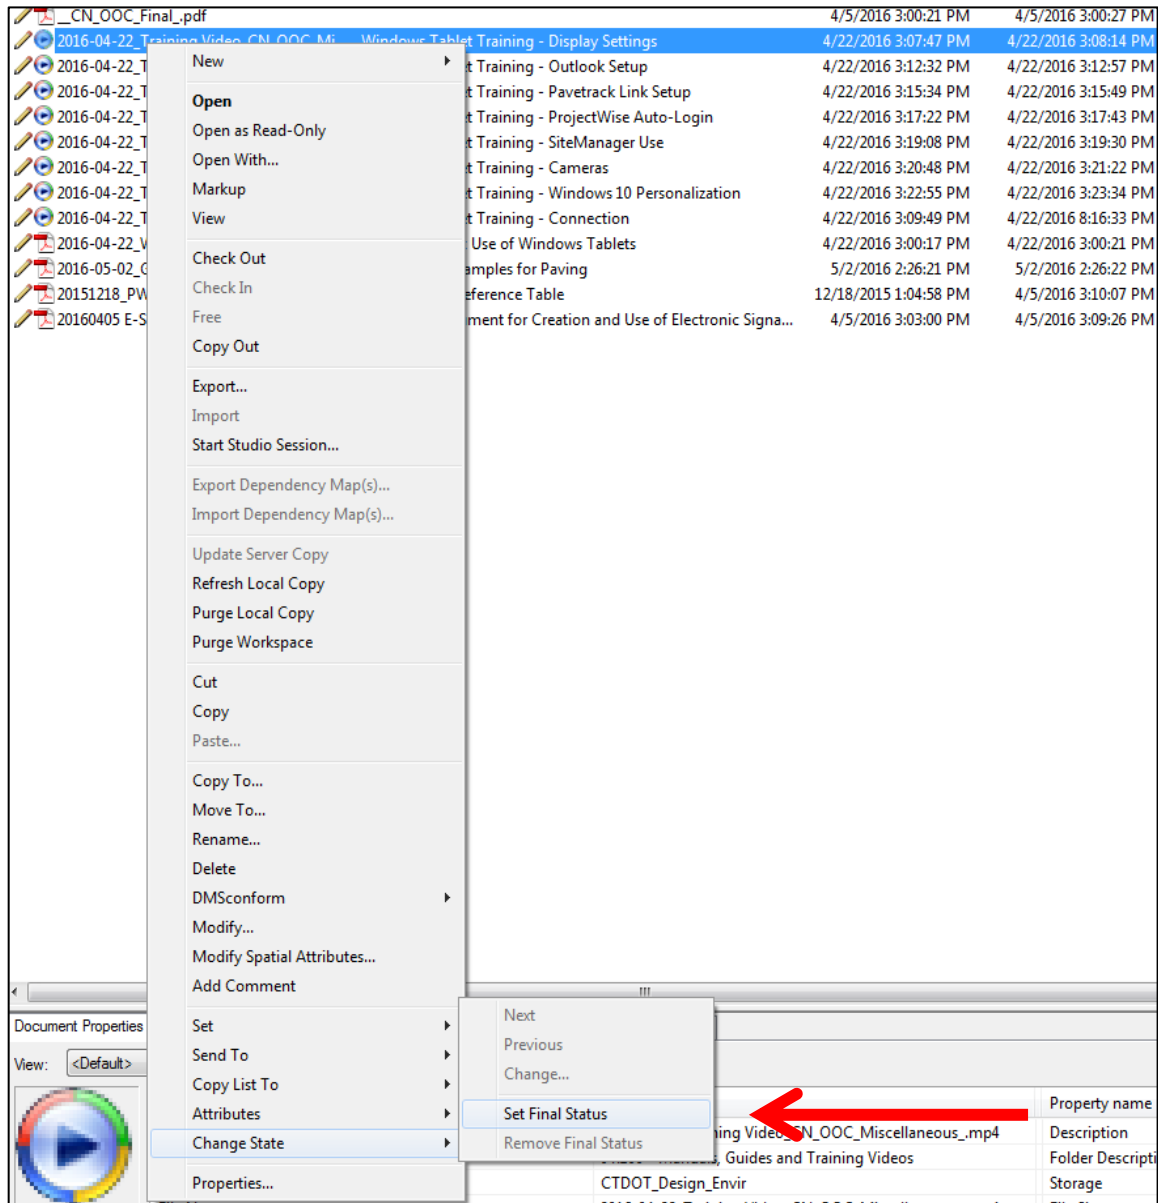 __CN_OOC_Final_.pdf 4/5/2016 3:00:21 PM 4/5/2016 3:00:27 PM
2016-04-22_Training Video_CN_OOC_Mi... Windows Tablet Training - Display Settings 4/22/2016 3:07:47 PM 4/22/2016 3:08:14 PM
2016-04-22_T t Training - Outlook Setup 4/22/2016 3:12:32 PM 4/22/2016 3:12:57 PM
2016-04-22_T t Training - Pavetrack Link Setup 4/22/2016 3:15:34 PM 4/22/2016 3:15:49 PM
2016-04-22_T t Training - ProjectWise Auto-Login 4/22/2016 3:17:22 PM 4/22/2016 3:17:43 PM
2016-04-22_T t Training - SiteManager Use 4/22/2016 3:19:08 PM 4/22/2016 3:19:30 PM
2016-04-22_T t Training - Cameras 4/22/2016 3:20:48 PM 4/22/2016 3:21:22 PM
2016-04-22_T t Training - Windows 10 Personalization 4/22/2016 3:22:55 PM 4/22/2016 3:23:34 PM
2016-04-22_T t Training - Connection 4/22/2016 3:09:49 PM 4/22/2016 8:16:33 PM
2016-04-22_V Use of Windows Tablets 4/22/2016 3:00:17 PM 4/22/2016 3:00:21 PM
2016-05-02_G amples for Paving 5/2/2016 2:26:21 PM 5/2/2016 2:26:22 PM
20151218_PW eference Table 12/18/2015 1:04:58 PM 4/5/2016 3:10:07 PM
20160405 E-S ment for Creation and Use of Electronic Signa... 4/5/2016 3:03:00 PM 4/5/2016 3:09:26 PM
New
Open
Open as Read-Only
Open With...
Markup
View
Check Out
Check In
Free
Copy Out
Export...
Import
Start Studio Session...
Export Dependency Map(s)...
Import Dependency Map(s)...
Update Server Copy
Refresh Local Copy
Purge Local Copy
Purge Workspace
Cut
Copy
Paste...
Copy To...
Move To...
Rename...
Delete
DMSconform
Modify...
Modify Spatial Attributes...
Add Comment
Set
Send To
Copy List To
Attributes
Change State
Properties...
Next
Previous
Change...
Set Final Status
Remove Final Status
Document Properties
View: <Default>
Property name
ning Video_CN_OOC_Miscellaneous_.mp4 Description
, Guides and Training Videos Folder Descripti
CTDOT_Design_Envir Storage